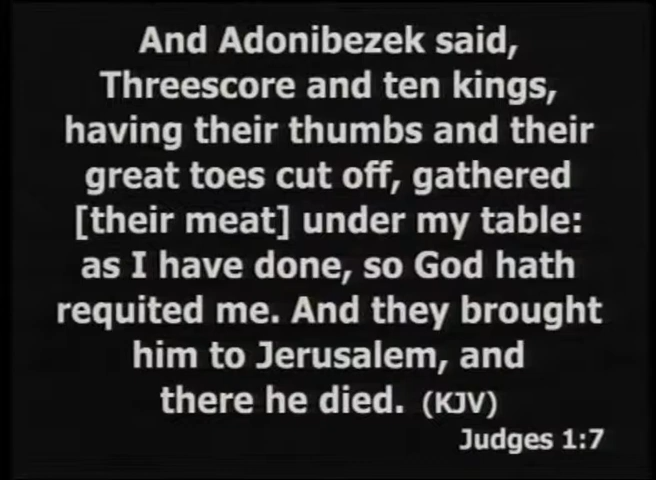 And Adonibezek said,
Threescore and ten kings,
having their thumbs and their
great toes cut off, gathered
[their meat] under my table:
as I have done, so God hath
requited me. And they brought
him to Jerusalem, and
there he died. (KJV)
Judges 1:7